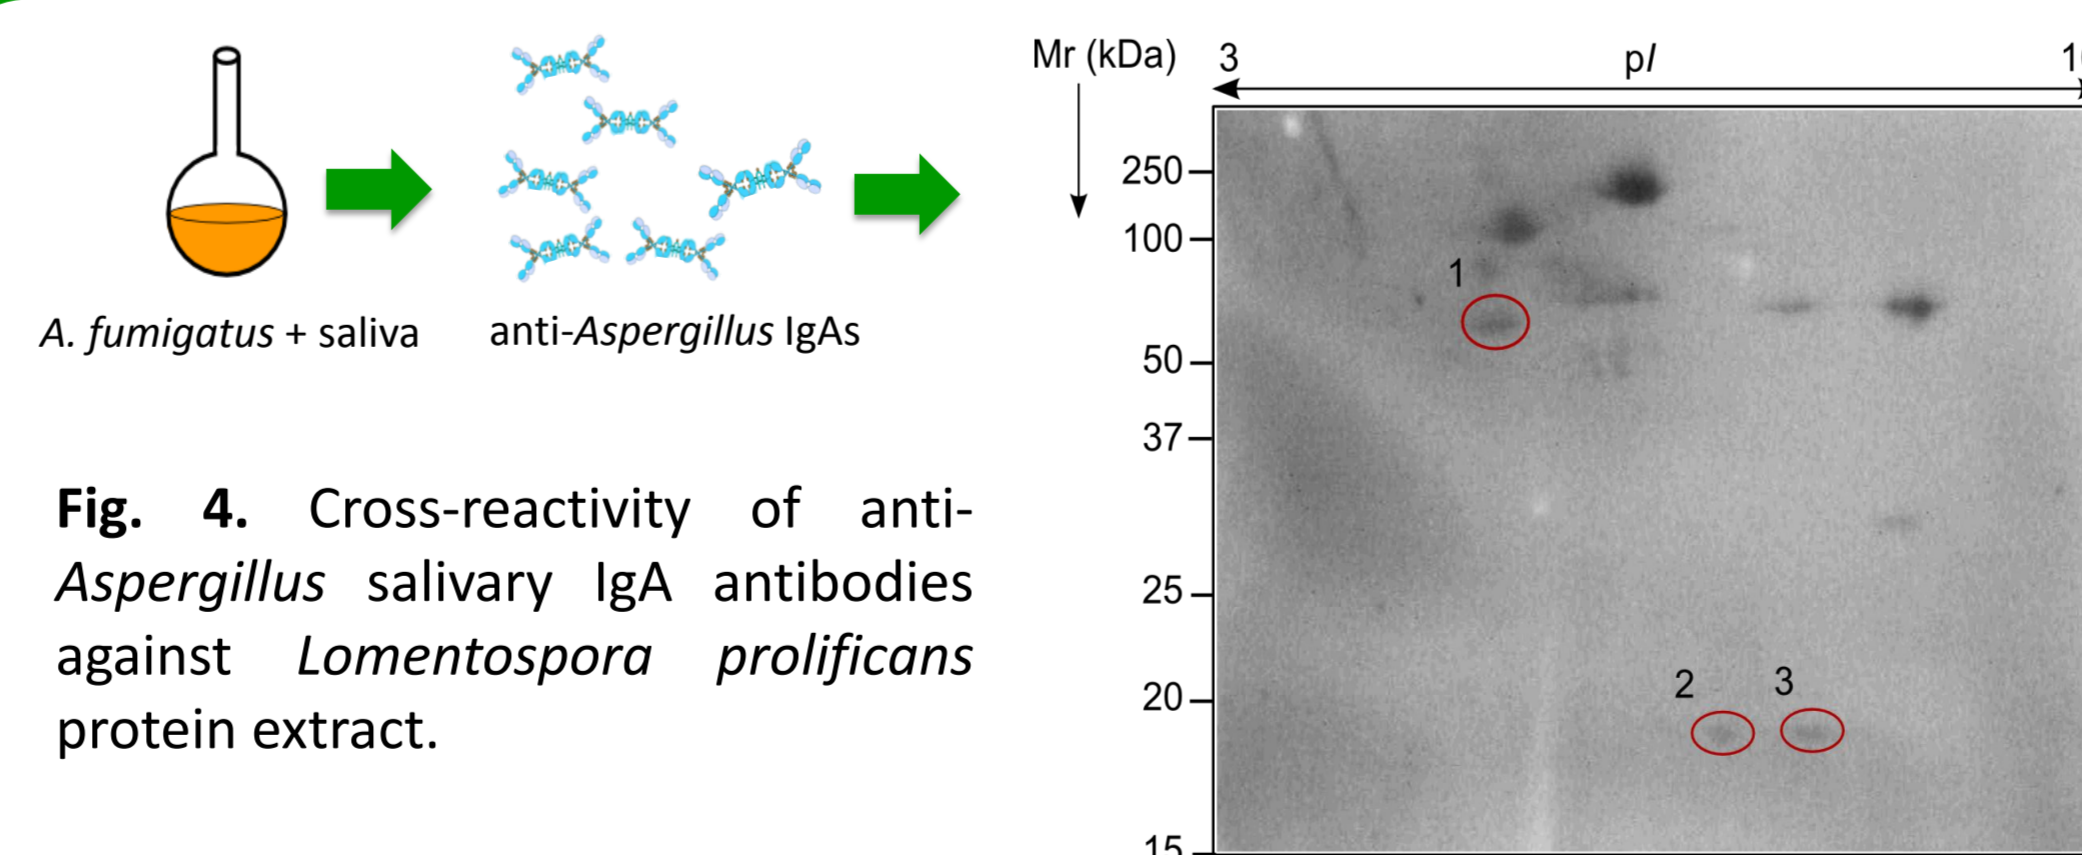 Mr (kDa)
3
pI
250
100
1
50
37
25
2
3
20
15
A. fumigatus + saliva
anti-Aspergillus IgAs
Fig. 4. Cross-reactivity of anti-
Aspergillus salivary IgA antibodies
against Lomentospora prolificans
protein extract.